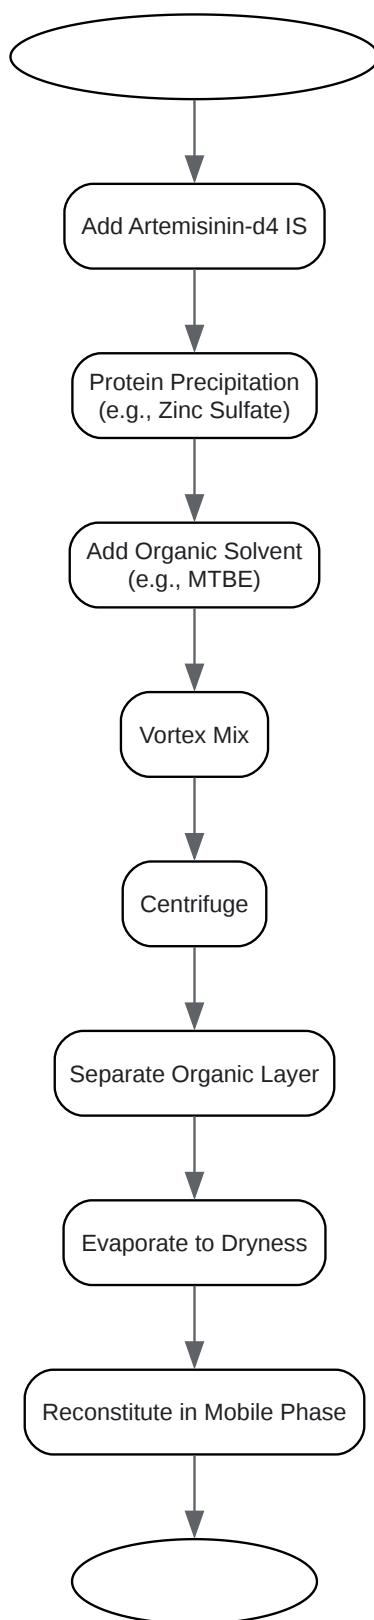 Add Artemisinin-d4 IS
Protein Precipitation
(e.g., Zinc Sulfate)
Add Organic Solvent
(e.g., MTBE)
Vortex Mix
Centrifuge
Separate Organic Layer
Evaporate to Dryness
Reconstitute in Mobile Phase